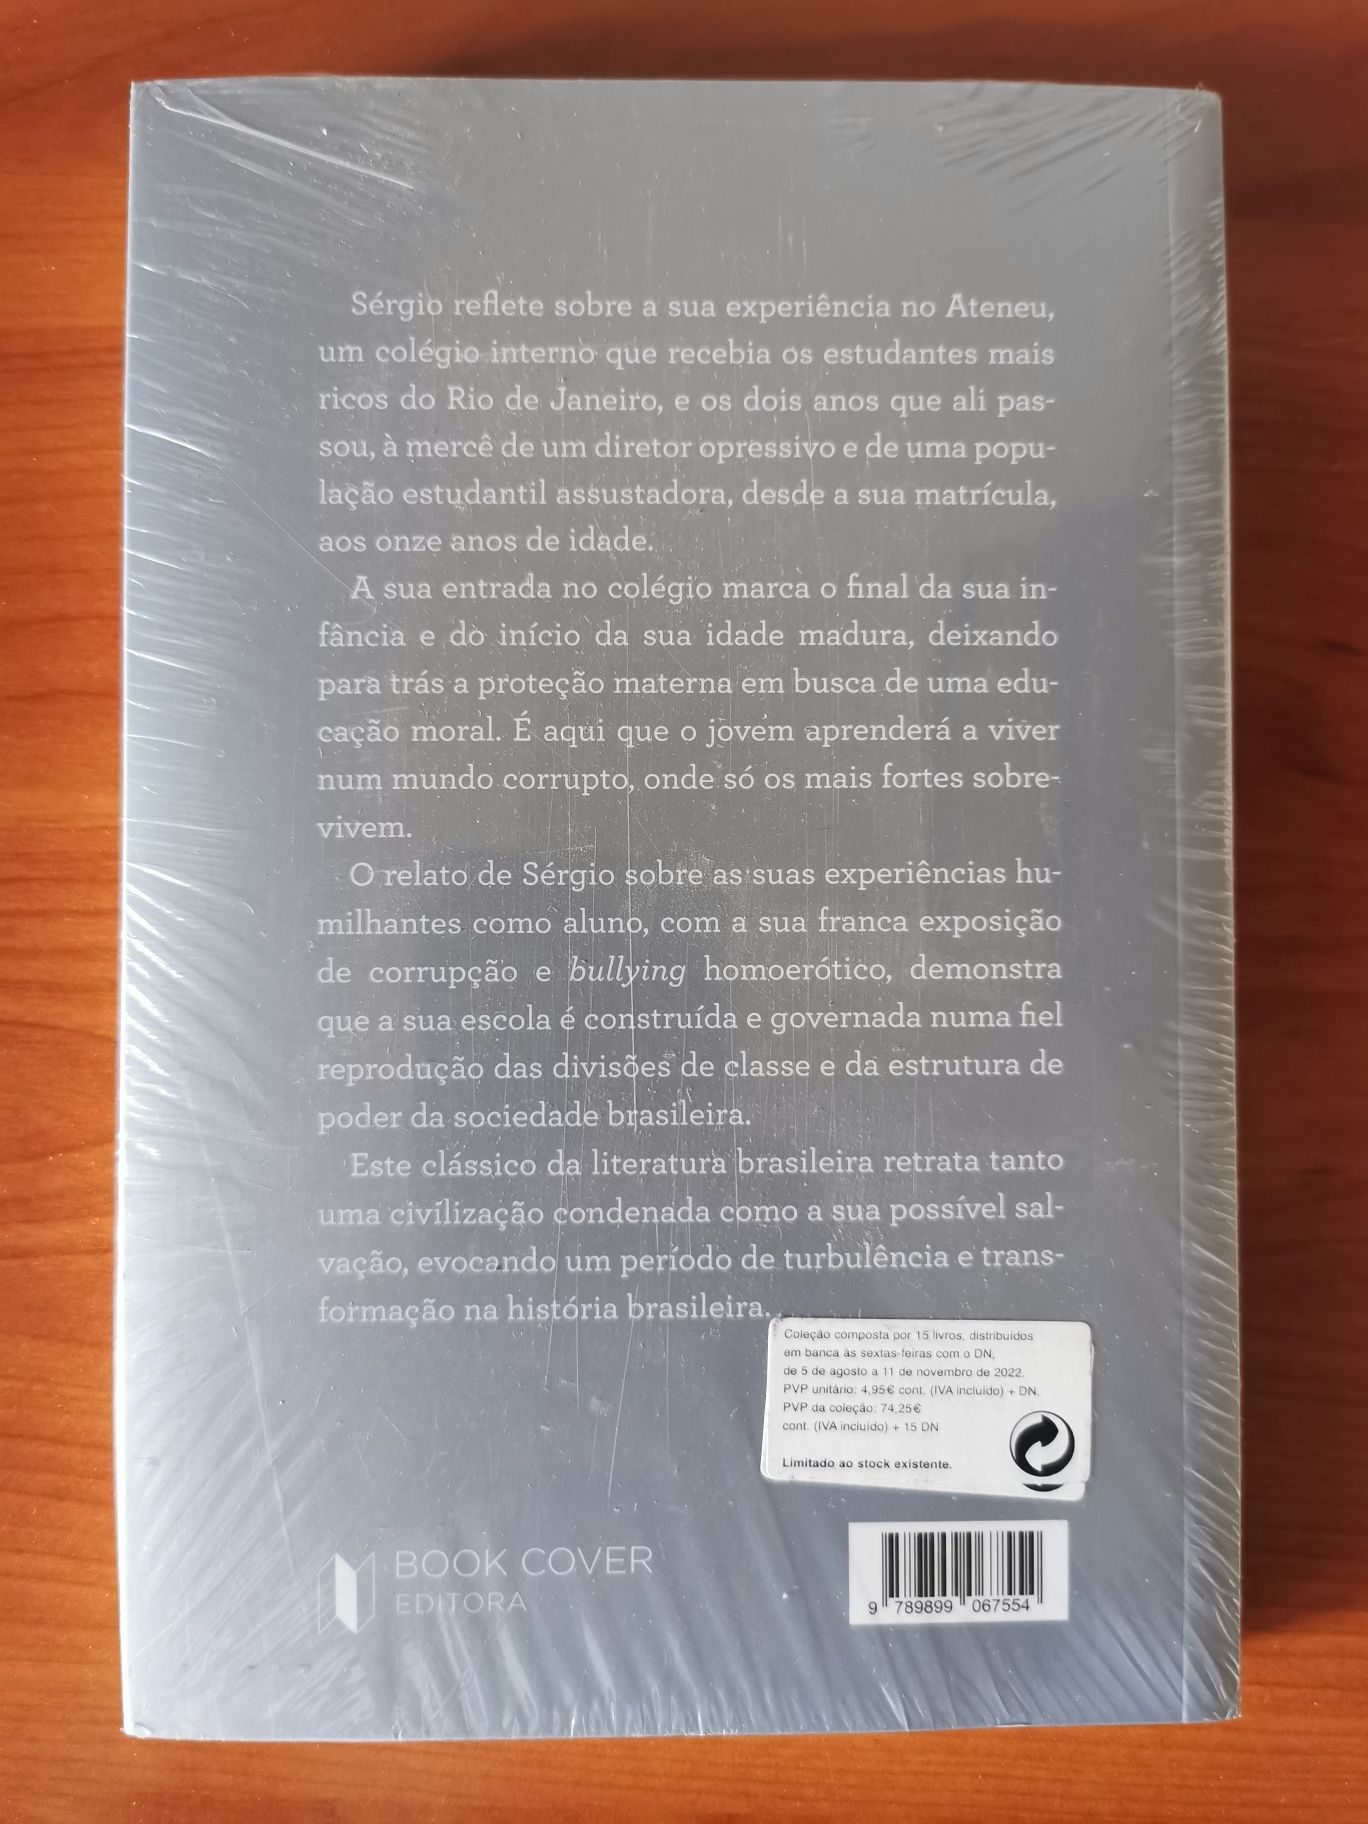 Sérgio reflete sobre a sua experiência no Ateneu,
um colégio interno que recebia os estudantes mais
ricos do Rio de Janeiro, e os dois anos que ali pas-
sou, à mercê de um diretor opressivo e de uma popu-
lação estudantil assustadora, desde a sua matrícula,
aos onze anos de idade.
A sua entrada no colégio marca o final da sua in-
fância e do início da sua idade madura, deixando
para trás a proteção materna em busca de uma edu-
cação moral. É aqui que o jovem aprenderá a viver
num mundo corrupto, onde só os mais fortes sobre-
vivem.
O relato de Sérgio sobre as suas experiências hu-
milhantes como aluno, com a sua franca exposição
de corrupção e bullying homoerótico, demonstra
que a sua escola é construída e governada numa fiel
reprodução das divisões de classe e da estrutura de
poder da sociedade brasileira.
Este clássico da literatura brasileira retrata tanto
uma civilização condenada como a sua possível sal-
vação, evocando um período de turbulência e trans-
formação na história brasileira.
Coleção composta por 15 livros, distribuídos
em banca às sextas-feiras com o DN,
de 5 de agosto a 11 de novembro de 2022.
PVP unitário: 4,95€ cont. (IVA incluído) + DN.
PVP da coleção: 74,25€
cont. (IVA incluído) + 15 DN
Limitado ao stock existente.
BOOK COVER
EDITORA
9 789899 067554